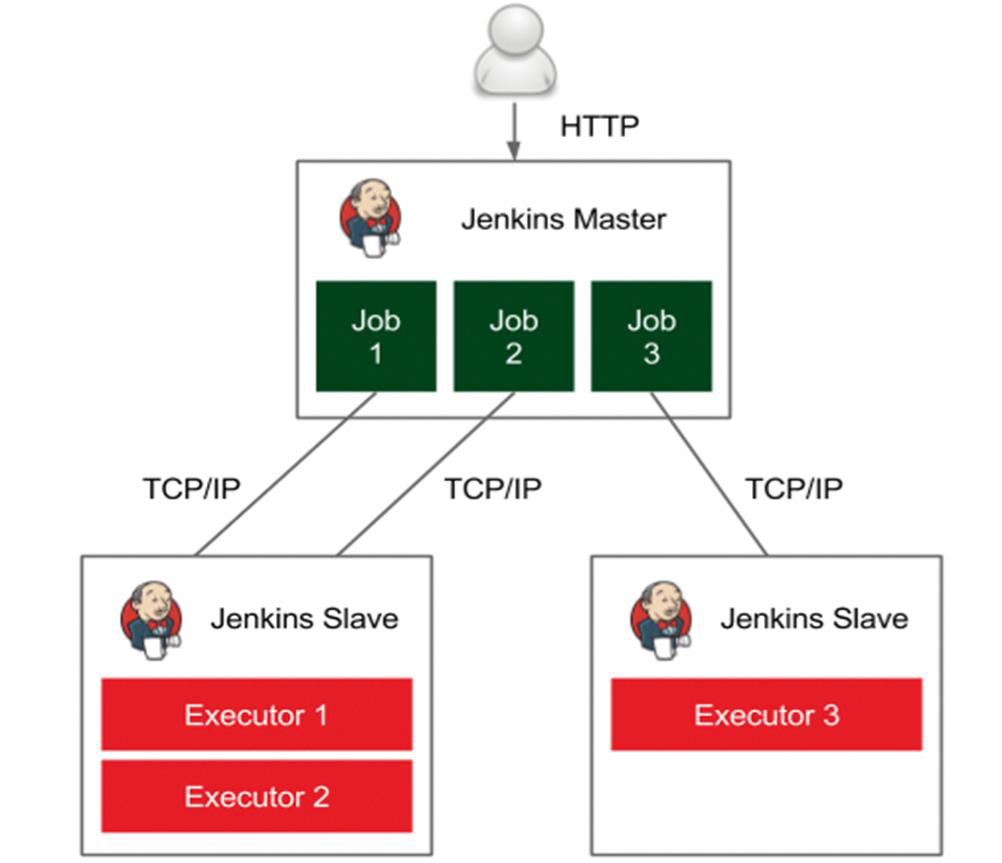 HTTP
Jenkins Master
Job
1
Job
2
Job
3
TCP/IP
TCP/IP
TCP/IP
Jenkins Slave
Executor 1
Executor 2
Jenkins Slave
Executor 3